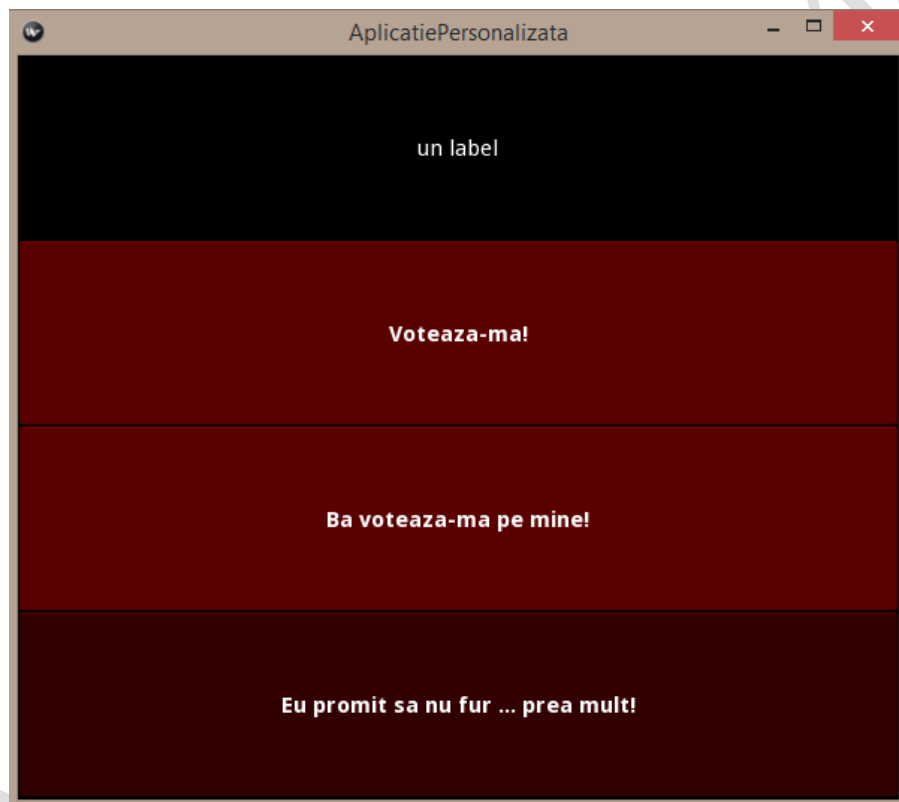 AplicatiePersonalizata
un label
Voteaza-ma!
Ba voteaza-ma pe mine!
Eu promit sa nu fur ... prea mult!